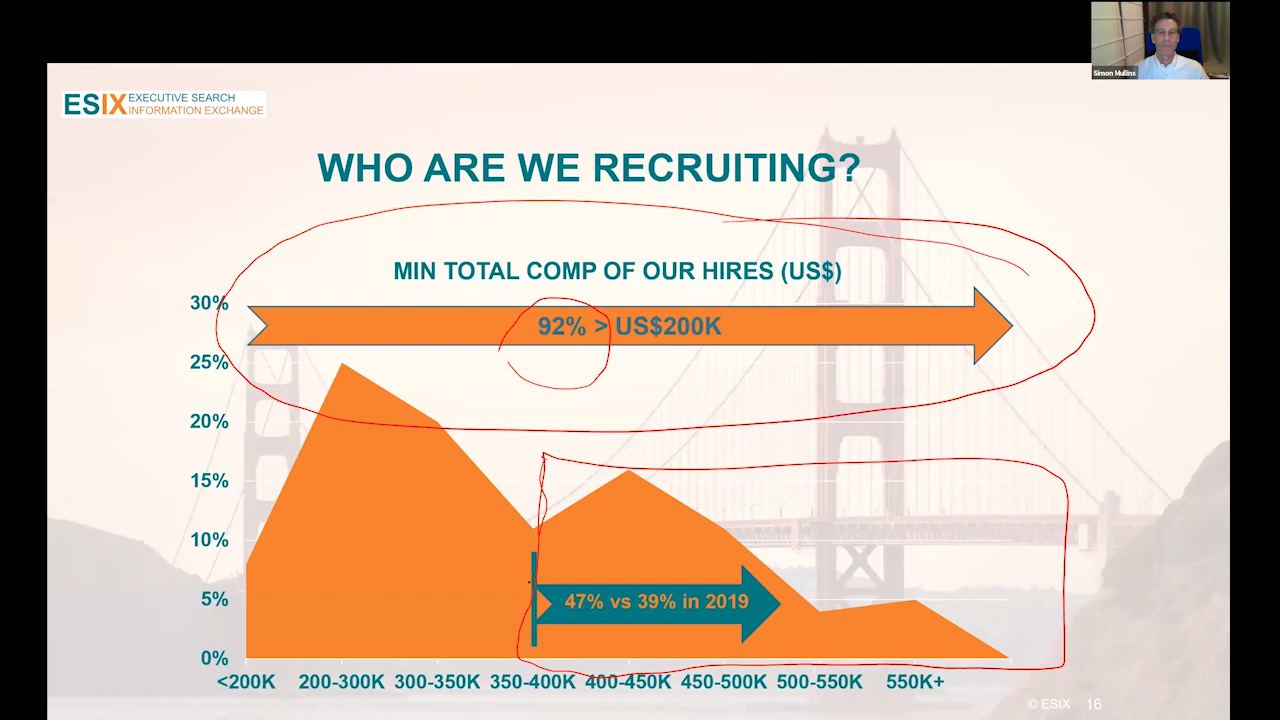 Simon Mullins
ESIX EXECUTIVE SEARCH
INFORMATION EXCHANGE
WHO ARE WE RECRUITING?
MIN TOTAL COMP OF OUR HIRES (US$)
30%
92% > US$200K
25%
20%
15%
10%
5%
47% vs 39% in 2019
0%
<200K 200-300K 300-350K 350-400K 400-450K 450-500K 500-550K 550K+
© ESIX 16